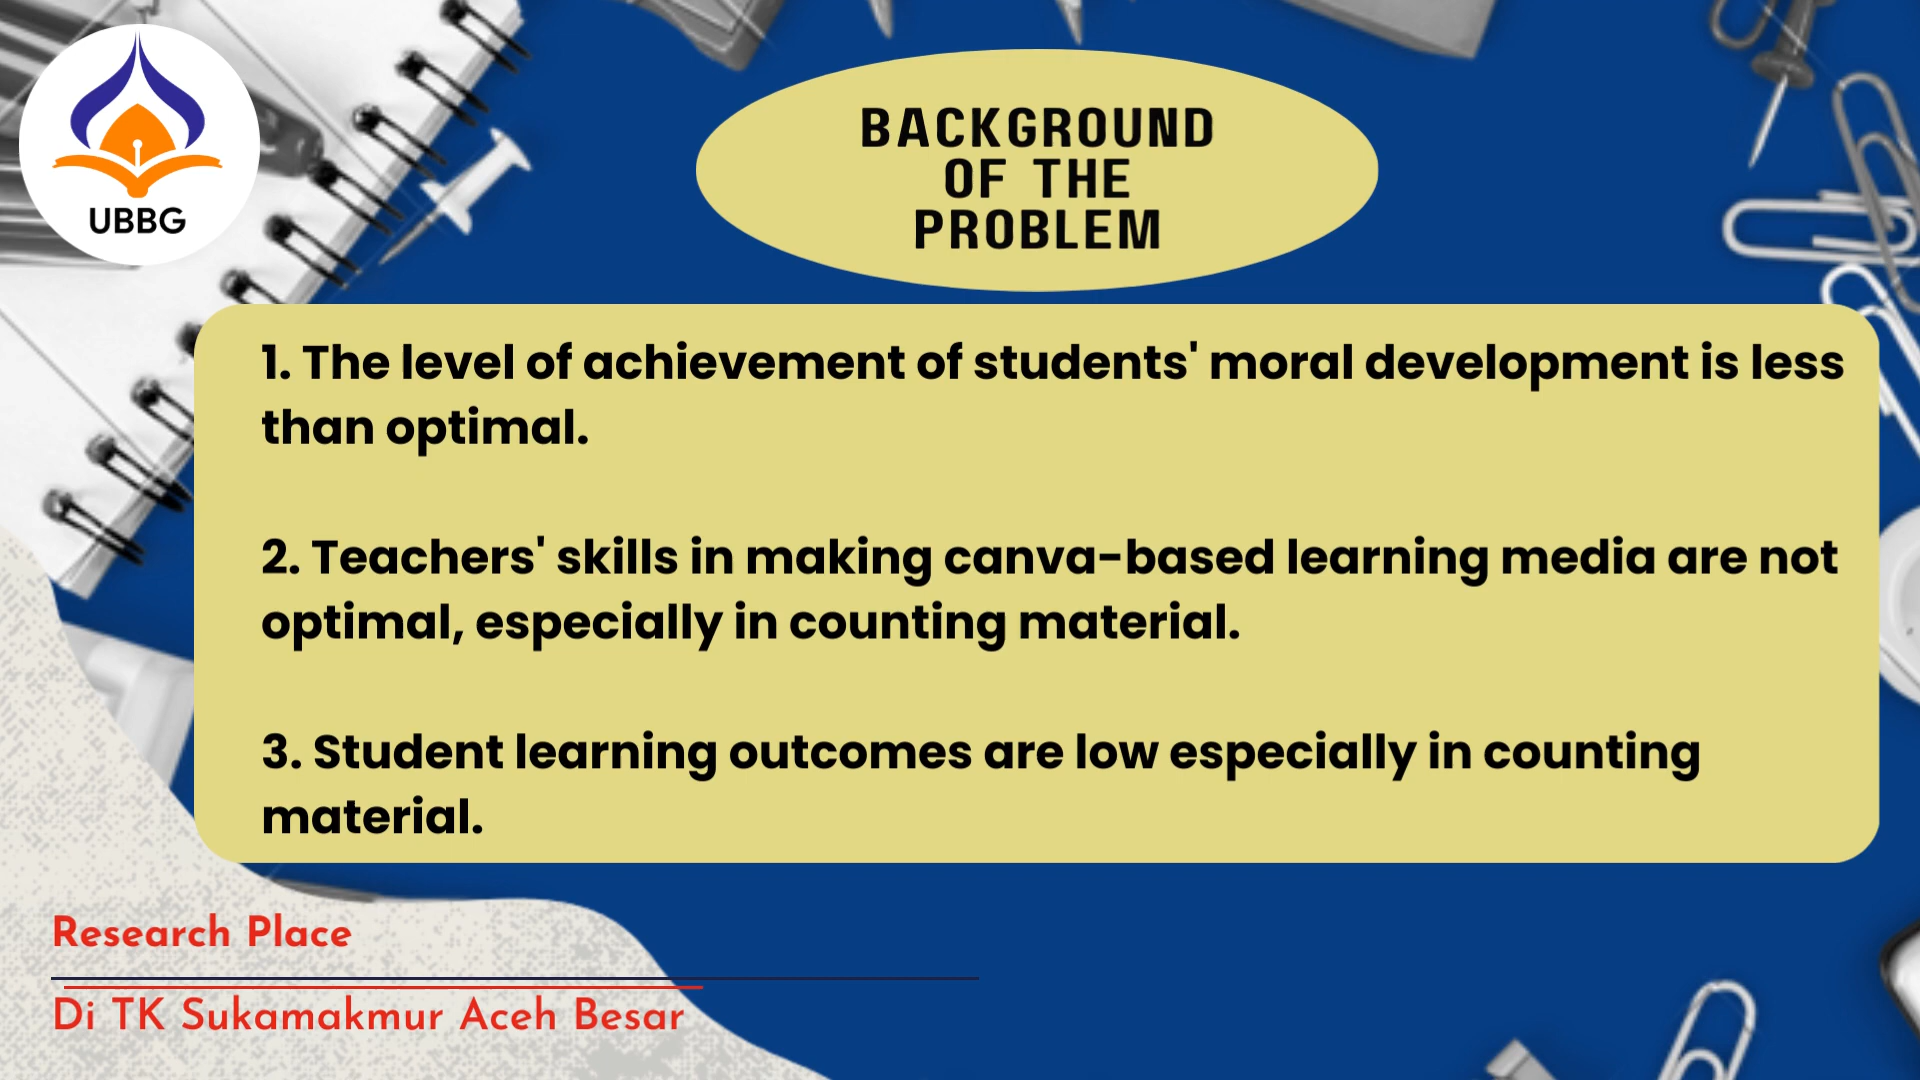 UBBG
BACKGROUND
OF THE
PROBLEM
1. The level of achievement of students' moral development is less
than optimal.
2. Teachers' skills in making canva-based learning media are not
optimal, especially in counting material.
3. Student learning outcomes are low especially in counting
material.
Research Place
Di TK Sukamakmur Aceh Besar